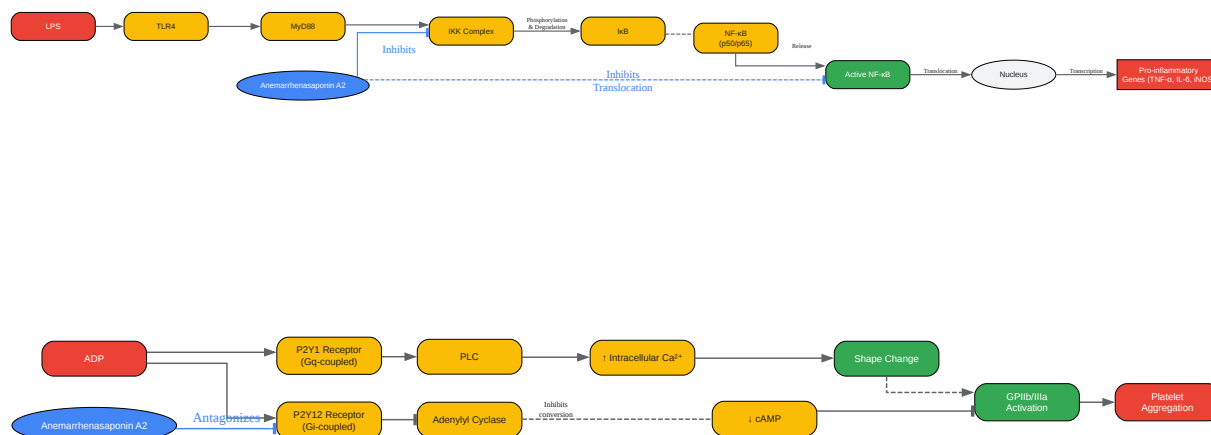 LPS
TLR4
MyD88
IKK Complex
Phosphorylation
& Degradation
IκB
NF-κB
(p50/p65)
Release
Inhibits
Anemarrhenasaponin A2
Inhibits
Translocation
Active NF-κB
Translocation
Nucleus
Transcription
Pro-inflammatory
Genes (TNF-α, IL-6, iNOS
ADP
P2Y1 Receptor
(Gq-coupled)
PLC
↑ Intracellular Ca²⁺
Shape Change
Anemarrhenasaponin A2
Antagonizes
P2Y12 Receptor
(Gi-coupled)
Adenylyl Cyclase
Inhibits
conversion
↓ cAMP
GPIIb/IIIa
Activation
Platelet
Aggregation